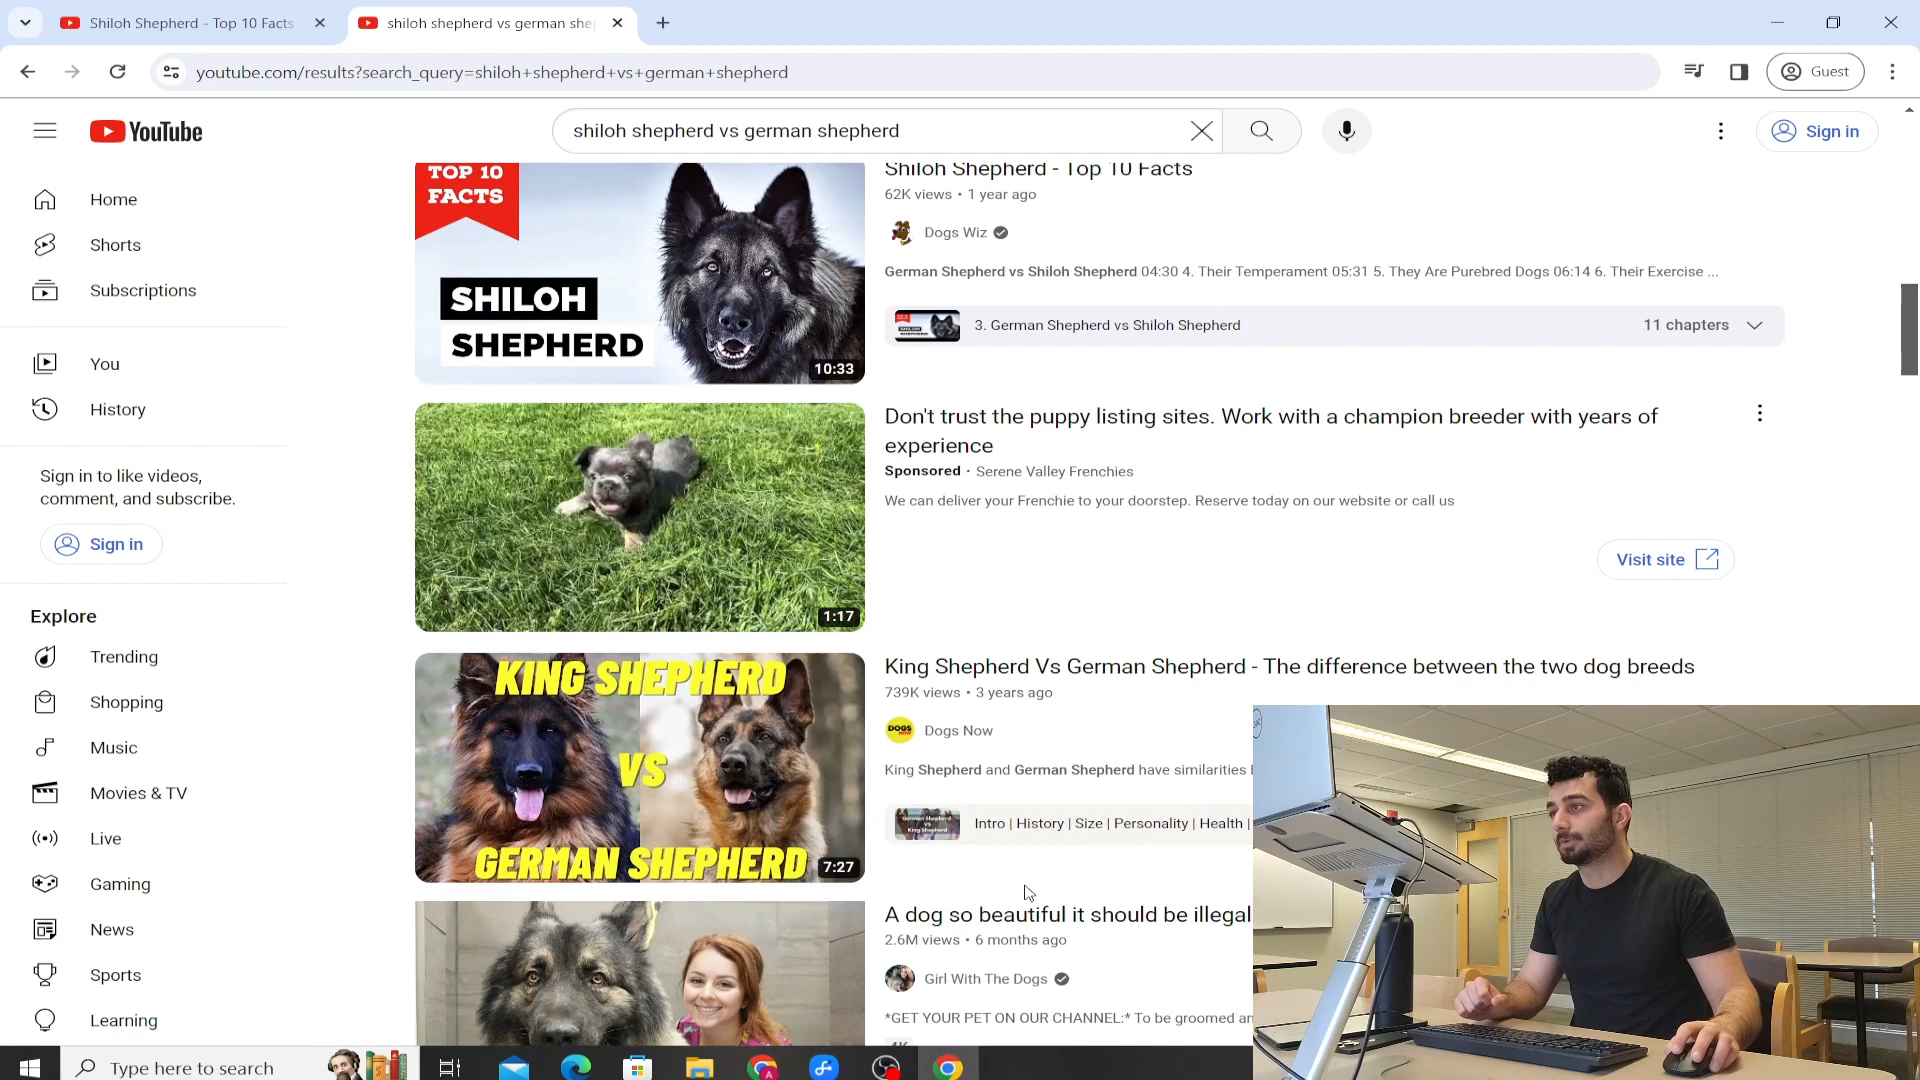 Shiloh Shepherd - Top 10 Facts
shiloh shepherd vs german she
youtube.com/results?search_query=shiloh+shepherd+vs+german+shepherd
Guest
YouTube
shiloh shepherd vs german shepherd
Sign in
Home
Shorts
Subscriptions
You
History
Sign in to like videos,
comment, and subscribe.
Sign in
Explore
Trending
Shopping
Music
Movies & TV
Live
Gaming
News
Sports
Learning
TOP 10
FACTS
SHILOH
SHEPHERD
10:33
Shiloh Shepherd - Top 10 Facts
62K views • 1 year ago
Dogs Wiz
German Shepherd vs Shiloh Shepherd 04:30 4. Their Temperament 05:31 5. They Are Purebred Dogs 06:14 6. Their Exercise ...
3. German Shepherd vs Shiloh Shepherd
11 chapters
1:17
Don't trust the puppy listing sites. Work with a champion breeder with years of
experience
Sponsored · Serene Valley Frenchies
We can deliver your Frenchie to your doorstep. Reserve today on our website or call us
Visit site
KING SHEPHERD
VS
GERMAN SHEPHERD
7:27
King Shepherd Vs German Shepherd - The difference between the two dog breeds
739K views • 3 years ago
DOGS
NOW
Dogs Now
King Shepherd and German Shepherd have similarities
Intro | History | Size | Personality | Health |
A dog so beautiful it should be illegal
2.6M views • 6 months ago
Girl With The Dogs
*GET YOUR PET ON OUR CHANNEL:* To be groomed an
4K
Type here to search